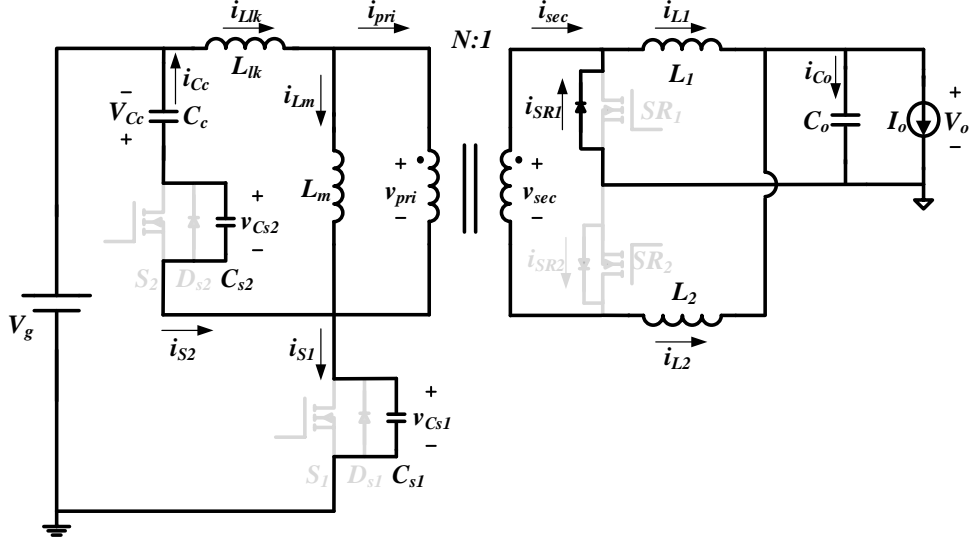 i_Llk
i_pri
N:1
i_sec
i_L1
L_lk
L_1
i_Cc
i_Lm
i_SR1
SR_1
i_Co
−
V_Cc
C_c
+
C_o
I_o
+
V_o
−
L_m
+
v_pri
−
+
v_sec
−
+
v_Cs2
−
S_2
D_s2
C_s2
i_SR2
SR_2
L_2
V_g
i_S2
i_S1
i_L2
+
v_Cs1
−
S_1
D_s1
C_s1